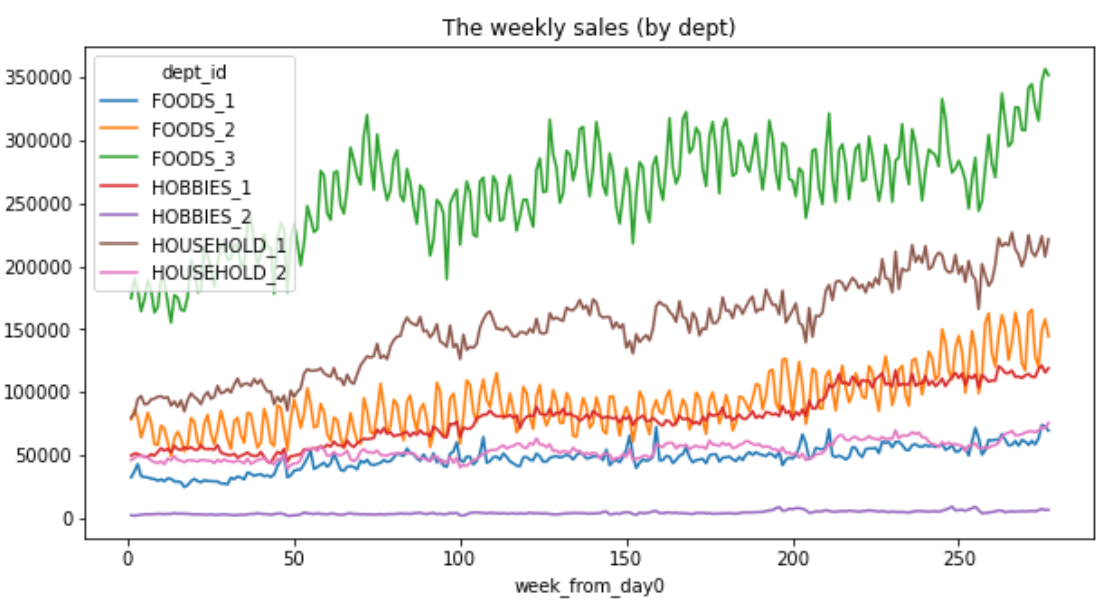 The weekly sales (by dept)
dept_id
FOODS_1
FOODS_2
FOODS_3
HOBBIES_1
HOBBIES_2
HOUSEHOLD_1
HOUSEHOLD_2
350000
300000
250000
200000
150000
100000
50000
0
0 50 100 150 200 250
week_from_day0